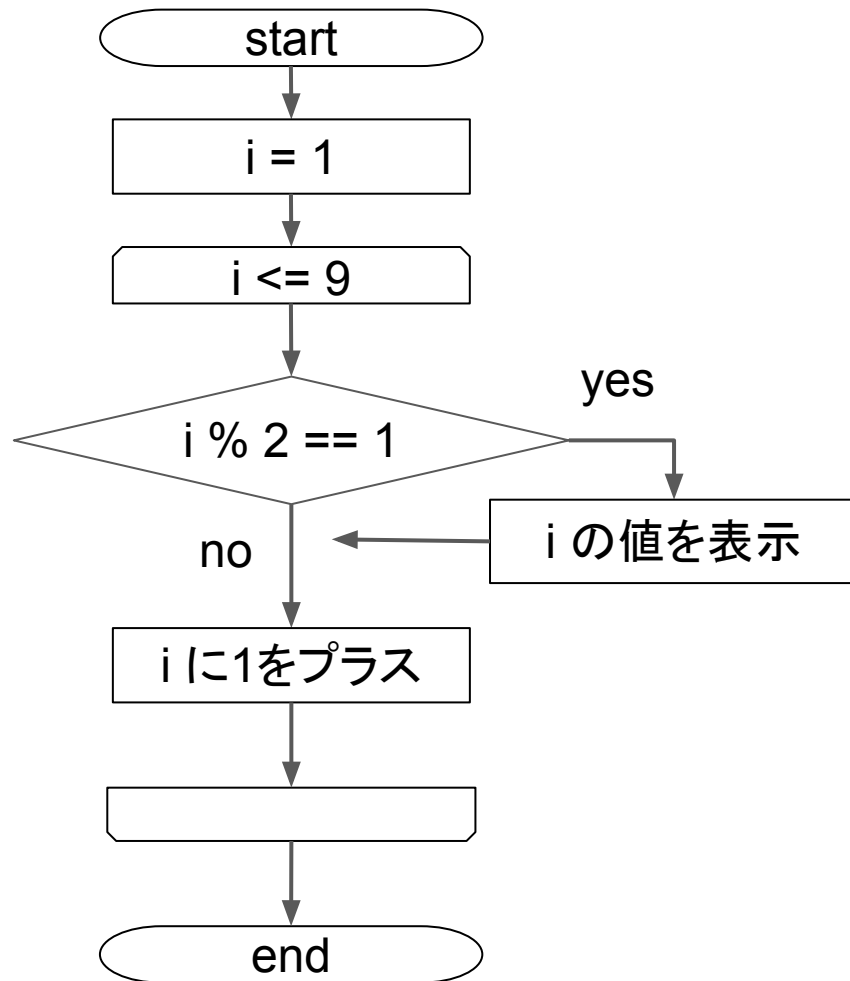 start
i = 1
i <= 9
yes
i % 2 == 1
i の値を表示
no
i に1をプラス
end